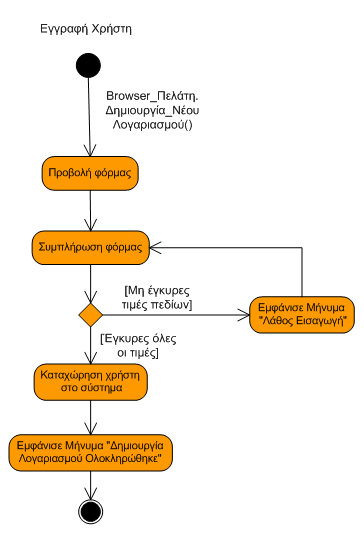 Εγγραφή Χρήστη
Browser_Πελάτη.
Δημιουργία_Νέου
Λογαριασμού()
Προβολή φόρμας
Συμπλήρωση φόρμας
[Μη έγκυρες
τιμές πεδίων]
Εμφάνισε Μήνυμα
"Λάθος Εισαγωγή"
[Έγκυρες όλες
οι τιμές]
Καταχώρηση χρήστη
στο σύστημα
Εμφάνισε Μήνυμα "Δημιουργία
Λογαριασμού Ολοκληρώθηκε"